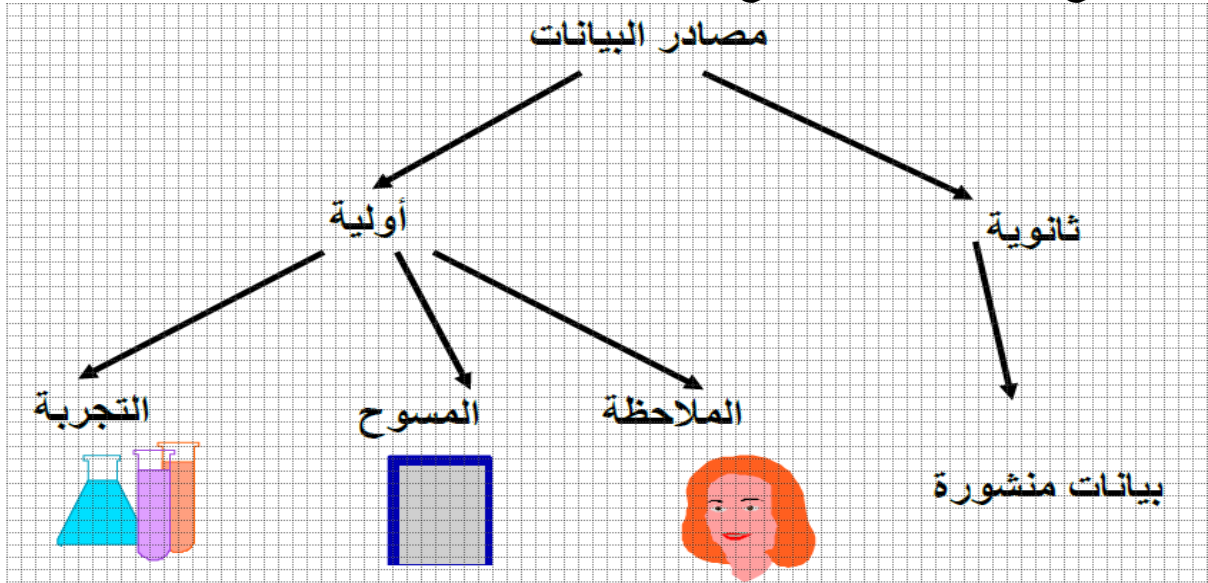 مصادر البيانات
ثانوية
أولية
الملاحظة
المسوح
التجربة
بيانات منشورة